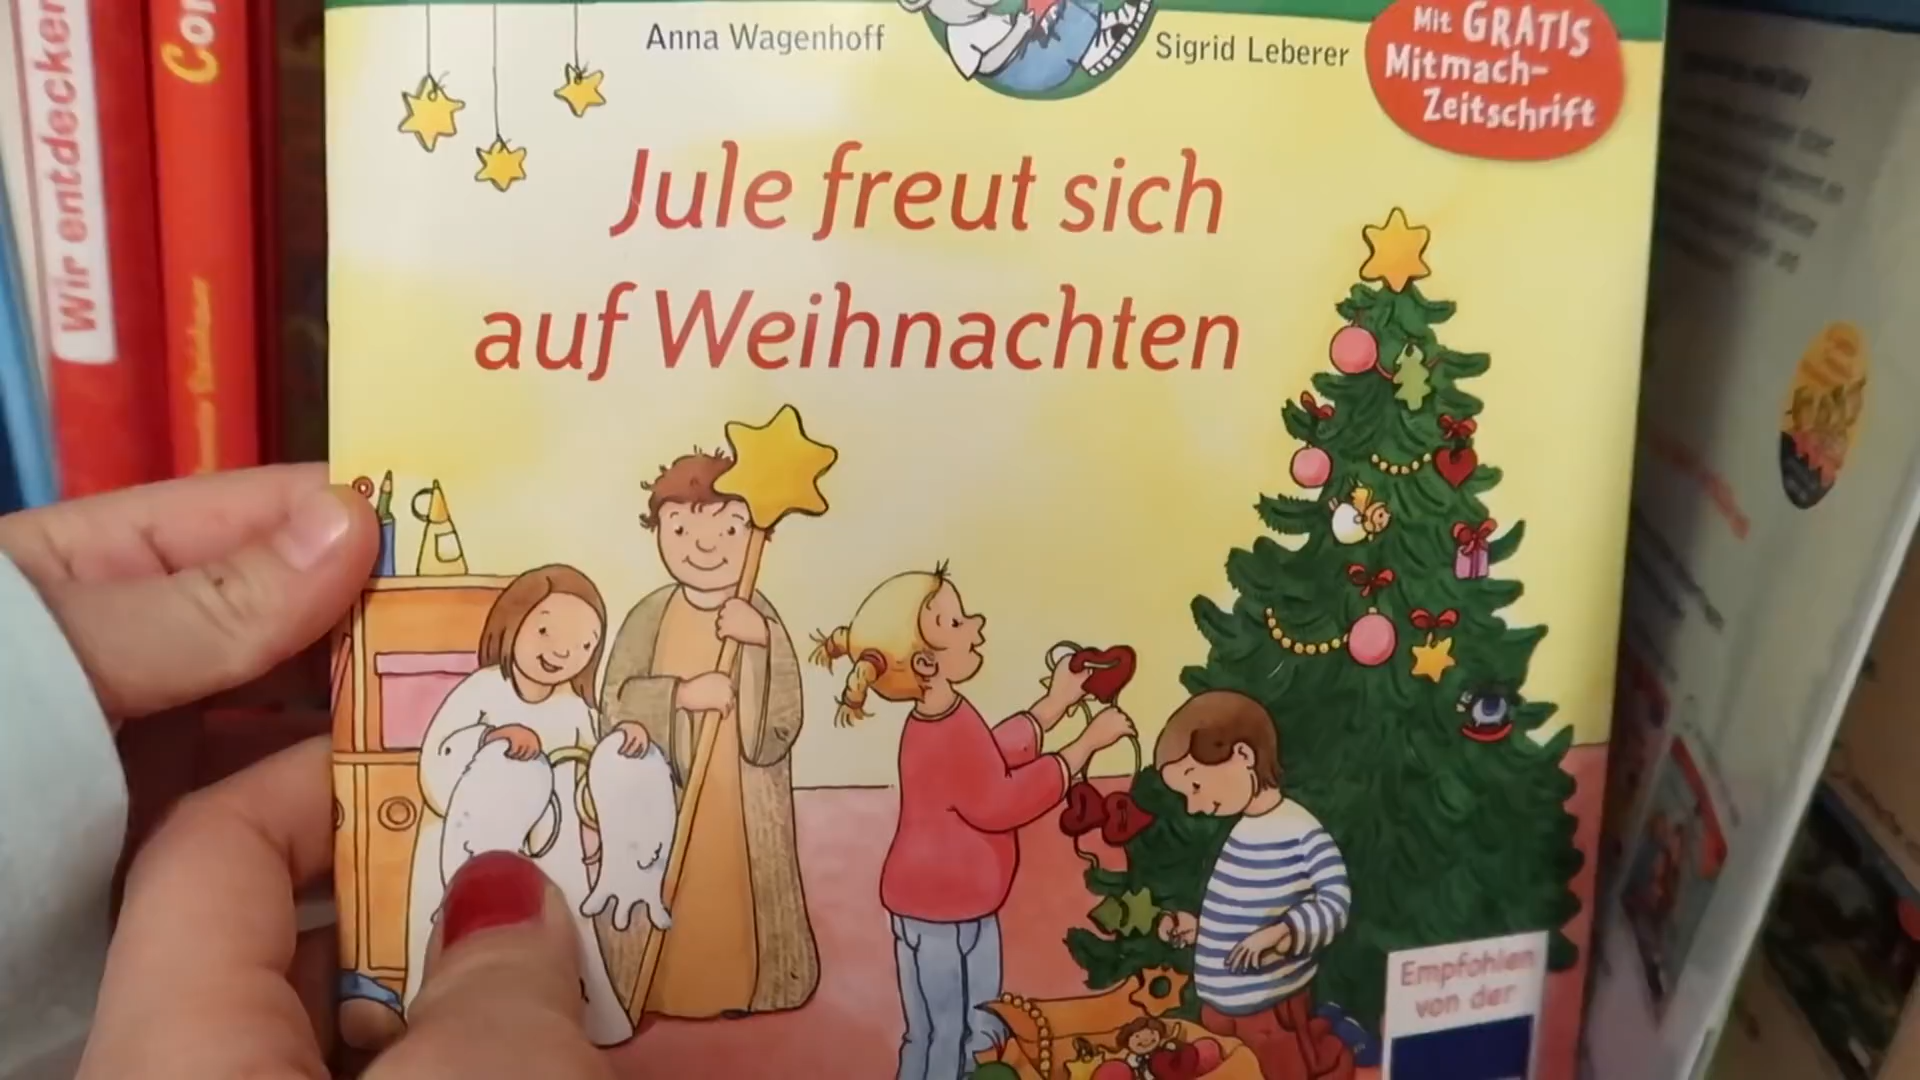 Anna Wagenhoff
Sigrid Leberer
Mit GRATIS
Mitmach-
Zeitschrift
Jule freut sich
auf Weihnachten
Empfohlen
von der
Wir entdecken